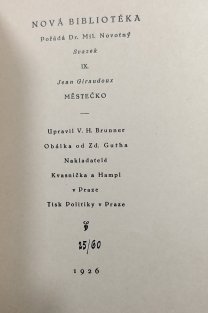 NOVÁ BIBLIOTÉKA
Pořádá Dr. Mil. Novotný
Svazek
IX.
Jean Giraudoux
MĚSTEČKO
—
Upravil V. H. Brunner
Obálka od Zd. Gutha
Nakladatelé
Kvasnička a Hampl
v Praze
Tisk Politiky v Praze
25/60
1926